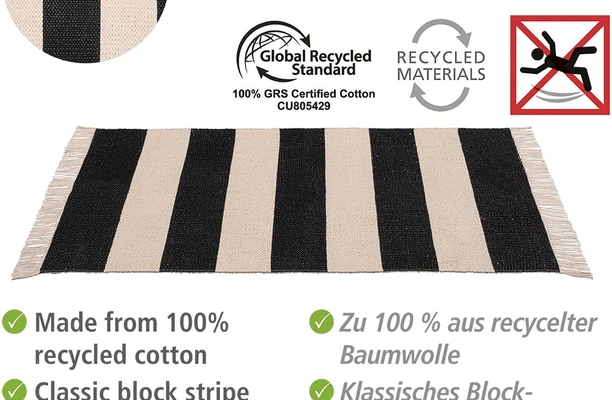 Global Recycled
Standard
100% GRS Certified Cotton
CU805429
RECYCLED
MATERIALS
Made from 100%
recycled cotton
Classic block stripe
Zu 100 % aus recycelter
Baumwolle
Klassisches Block-